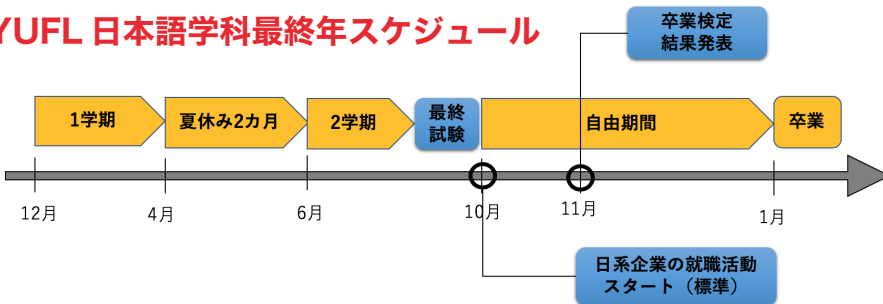 YUFL 日本語学科最終年スケジュール
卒業検定
結果発表
1学期
夏休み2カ月
2学期
最終
試験
自由期間
卒業
12月
4月
6月
10月
11月
1月
日系企業の就職活動
スタート（標準）